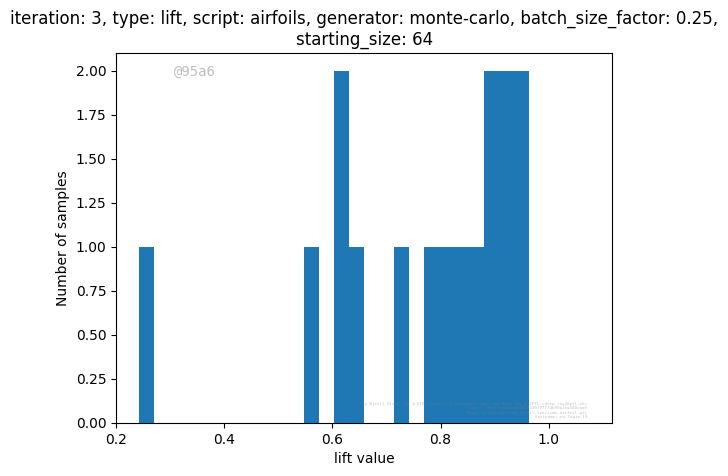 iteration: 3, type: lift, script: airfoils, generator: monte-carlo, batch_size_factor: 0.25,
starting_size: 64
@95a6
2.00
1.75
1.50
1.25
1.00
0.75
0.50
0.25
0.00
Number of samples
0.2
0.4
0.6
0.8
1.0
lift value